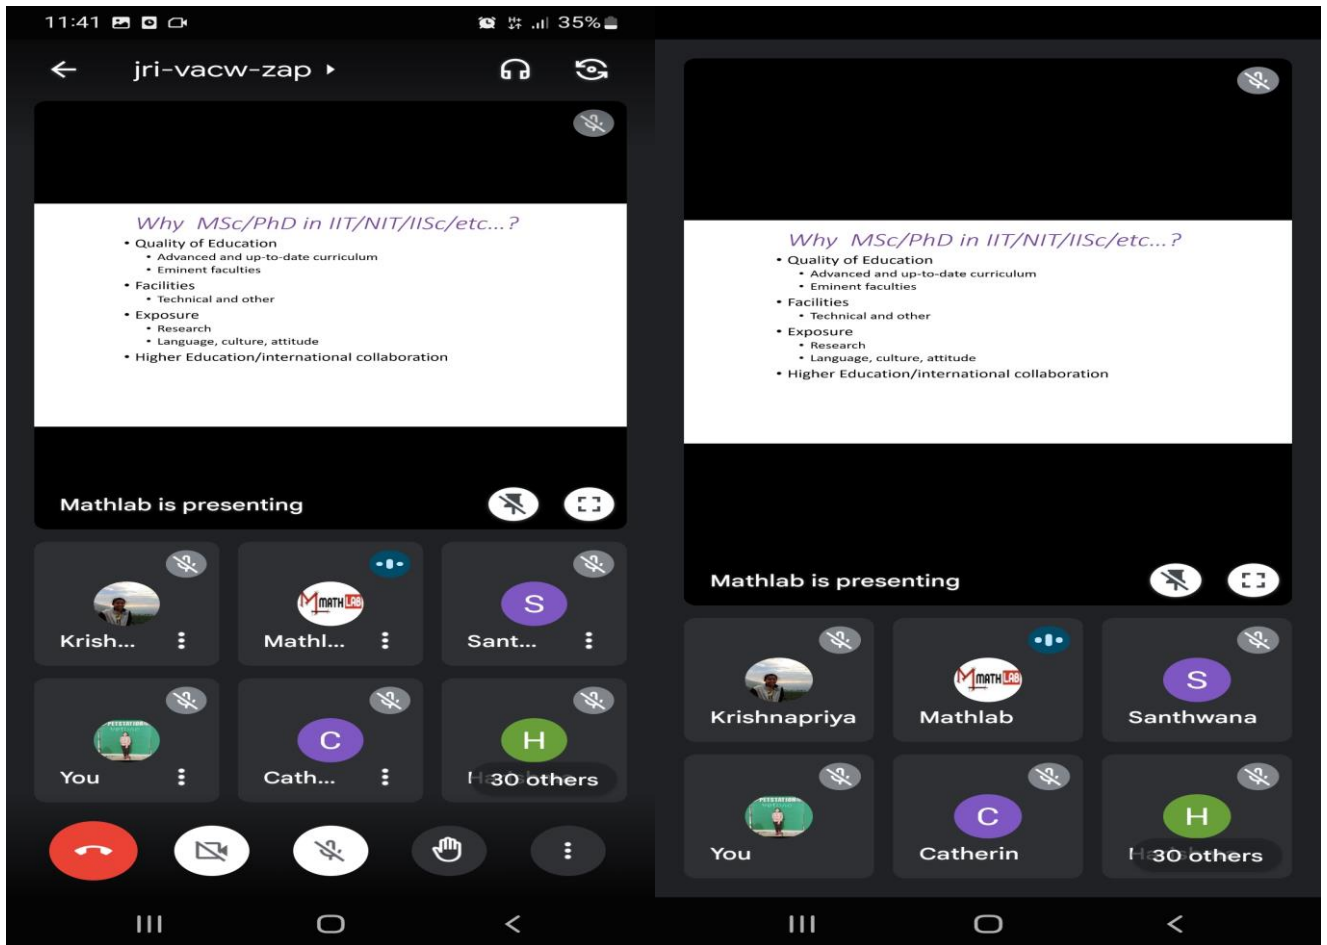 11:41
35%
jri-vacw-zap
Why MSc/PhD in IIT/NIT/IISc/etc...?
• Quality of Education
• Advanced and up-to-date curriculum
• Eminent faculties
• Facilities
• Technical and other
• Exposure
• Research
• Language, culture, attitude
• Higher Education/international collaboration
Mathlab is presenting
Krish...
MATH LAB
Mathl...
S
Sant...
You
C
Cath...
H
30 others
Why MSc/PhD in IIT/NIT/IISc/etc...?
• Quality of Education
• Advanced and up-to-date curriculum
• Eminent faculties
• Facilities
• Technical and other
• Exposure
• Research
• Language, culture, attitude
• Higher Education/international collaboration
Mathlab is presenting
Krishnapriya
MATH LAB
Mathlab
S
Santhwana
You
C
Catherin
H
30 others